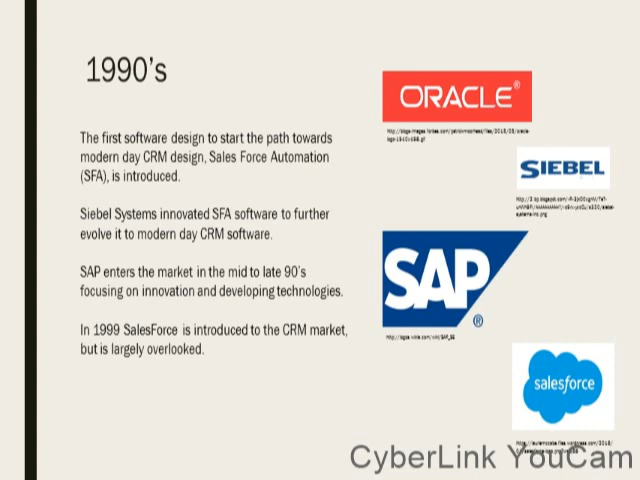 1990's
The first software design to start the path towards
modern day CRM design, Sales Force Automation
(SFA), is introduced.
Siebel Systems innovated SFA software to further
evolve it to modern day CRM software.
SAP enters the market in the mid to late 90's
focusing on innovation and developing technologies.
In 1999 SalesForce is introduced to the CRM market,
but is largely overlooked.
ORACLE®
SIEBEL
SAP
®
salesforce
CyberLink YouCam